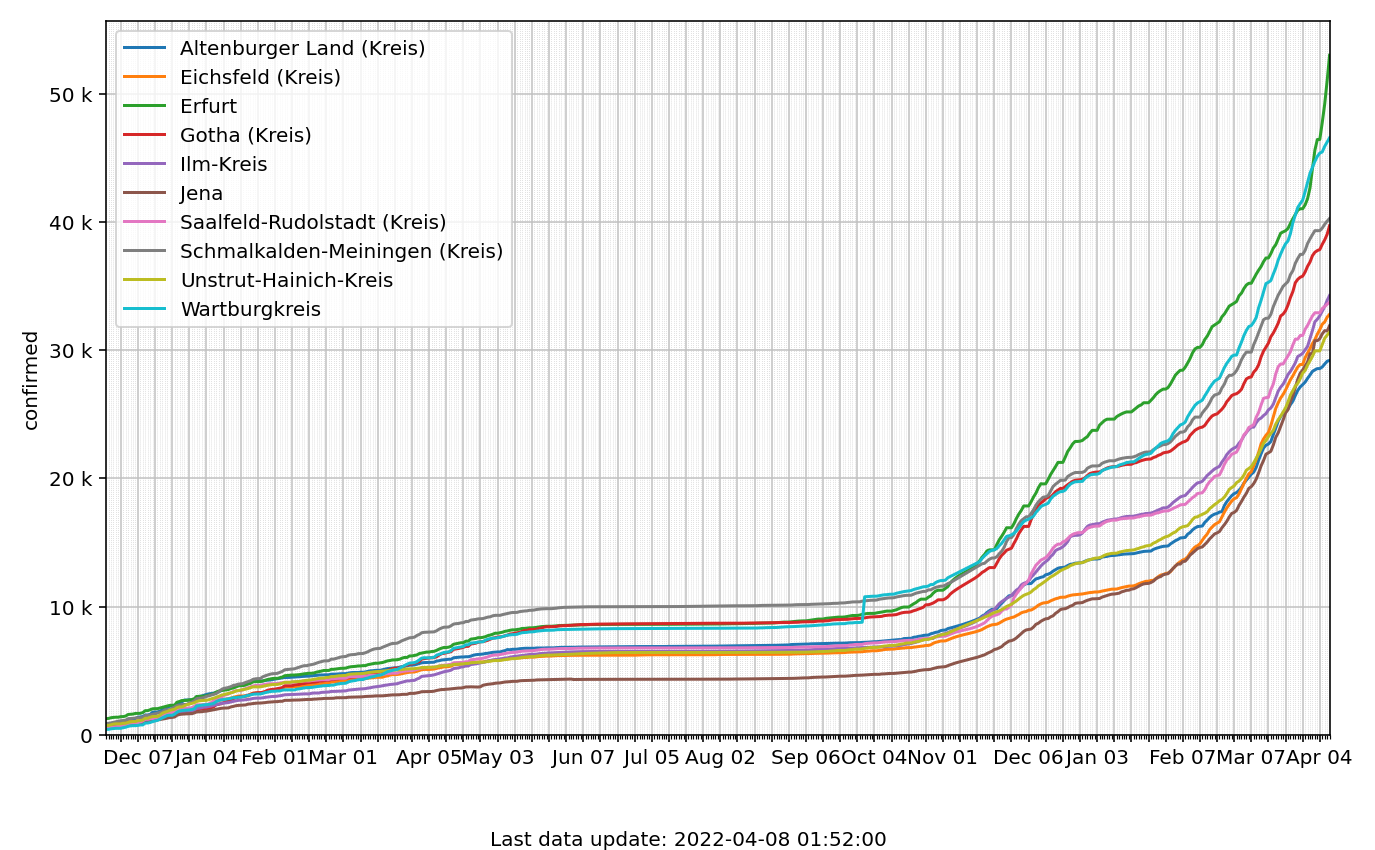 50 k
40 k
30 k
20 k
10 k
0
confirmed
Altenburger Land (Kreis)
Eichsfeld (Kreis)
Erfurt
Gotha (Kreis)
Ilm-Kreis
Jena
Saalfeld-Rudolstadt (Kreis)
Schmalkalden-Meiningen (Kreis)
Unstrut-Hainich-Kreis
Wartburgkreis
Dec 07 Jan 04 Feb 01 Mar 01 Apr 05 May 03 Jun 07 Jul 05 Aug 02 Sep 06 Oct 04 Nov 01 Dec 06 Jan 03 Feb 07 Mar 07 Apr 04
Last data update: 2022-04-08 01:52:00